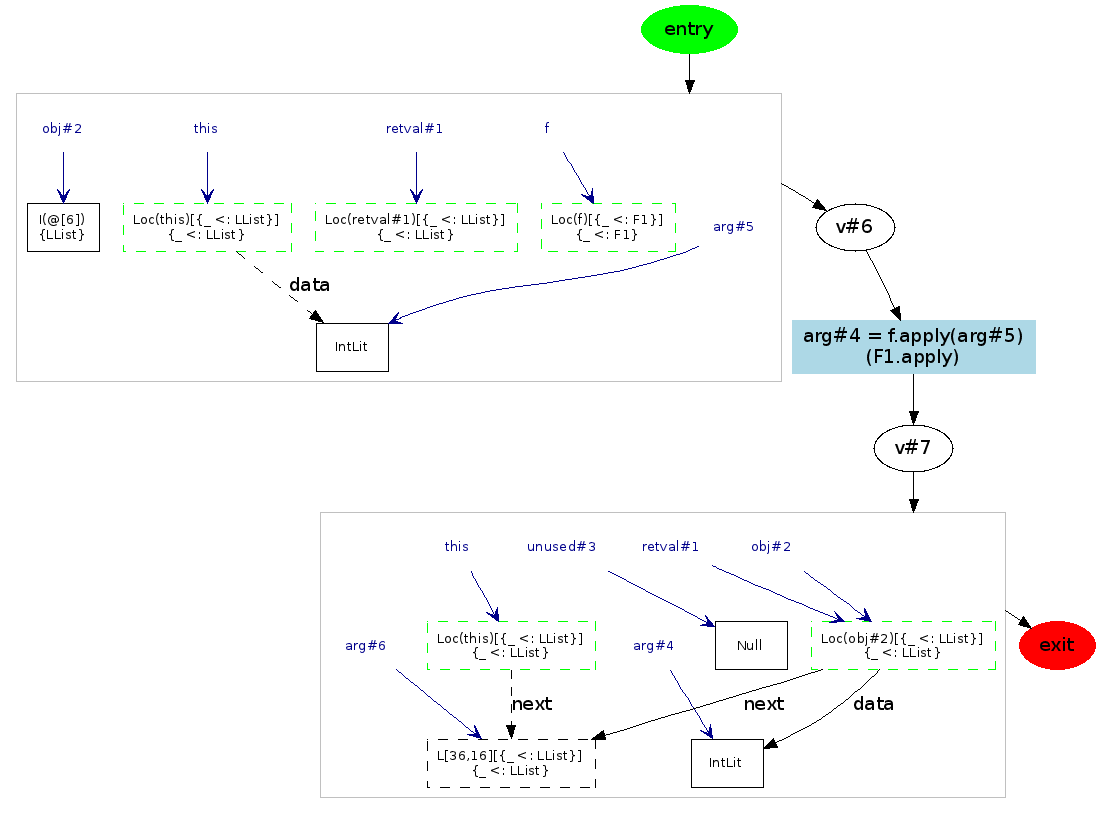 entry
obj#2
this
retval#1
f
I(@[6])
{LList}
Loc(this)[{_ <: LList}]
{_ <: LList}
Loc(retval#1)[{_ <: LList}]
{_ <: LList}
Loc(f)[{_ <: F1}]
{_ <: F1}
arg#5
v#6
data
IntLit
arg#4 = f.apply(arg#5)
(F1.apply)
v#7
this
unused#3
retval#1
obj#2
arg#6
Loc(this)[{_ <: LList}]
{_ <: LList}
arg#4
Null
Loc(obj#2)[{_ <: LList}]
{_ <: LList}
exit
next
next
data
L[36,16][{_ <: LList}]
{_ <: LList}
IntLit